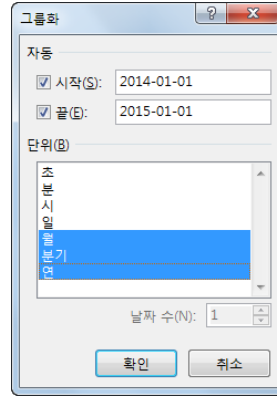 그룹화
자동
시작(S): 2014-01-01
끝(E): 2015-01-01
단위(B)
초
분
시
일
월
분기
연
날짜 수(N): 1
확인 취소